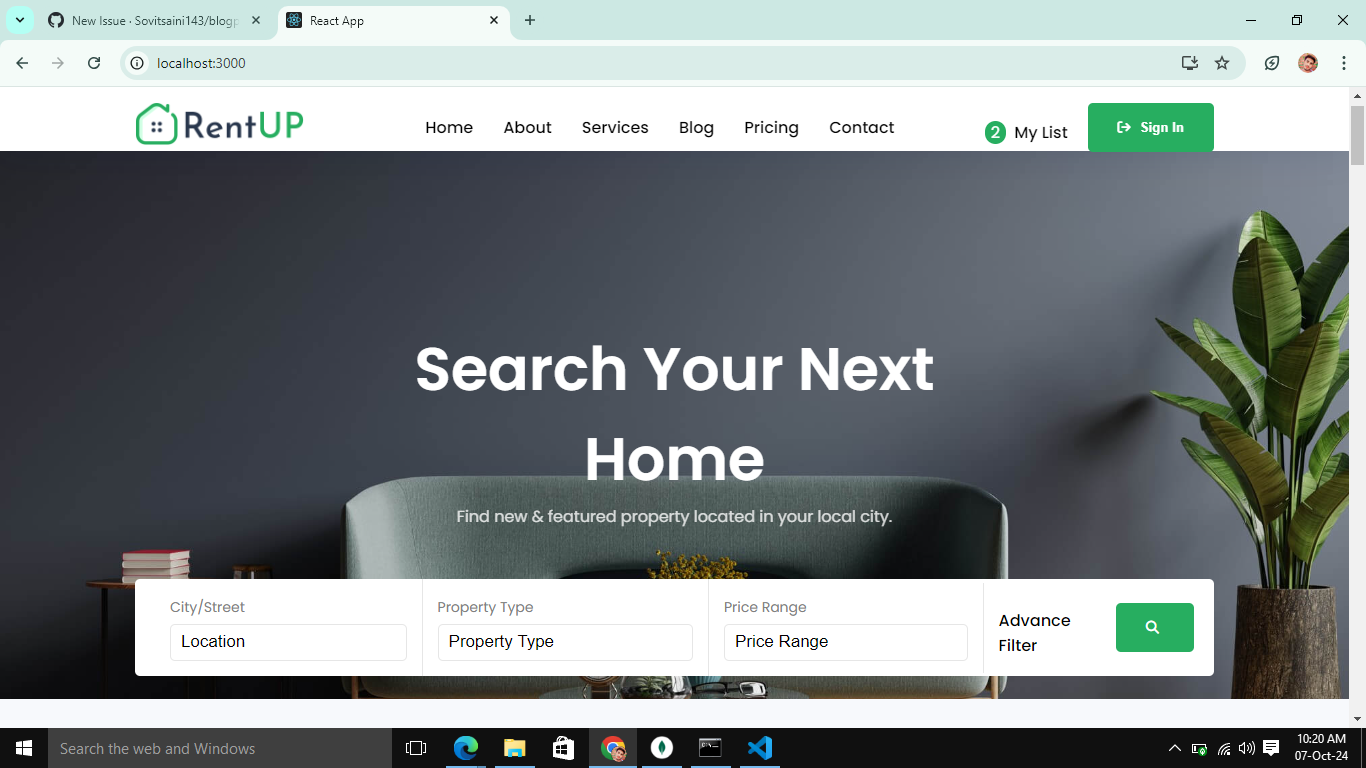 New Issue · Sovitsaini143/blogp
React App
localhost:3000
RentUP
Home
About
Services
Blog
Pricing
Contact
2 My List
Sign In
Search Your Next
Home
Find new & featured property located in your local city.
City/Street
Location
Property Type
Property Type
Price Range
Price Range
Advance
Filter
Search the web and Windows
10:20 AM
07-Oct-24